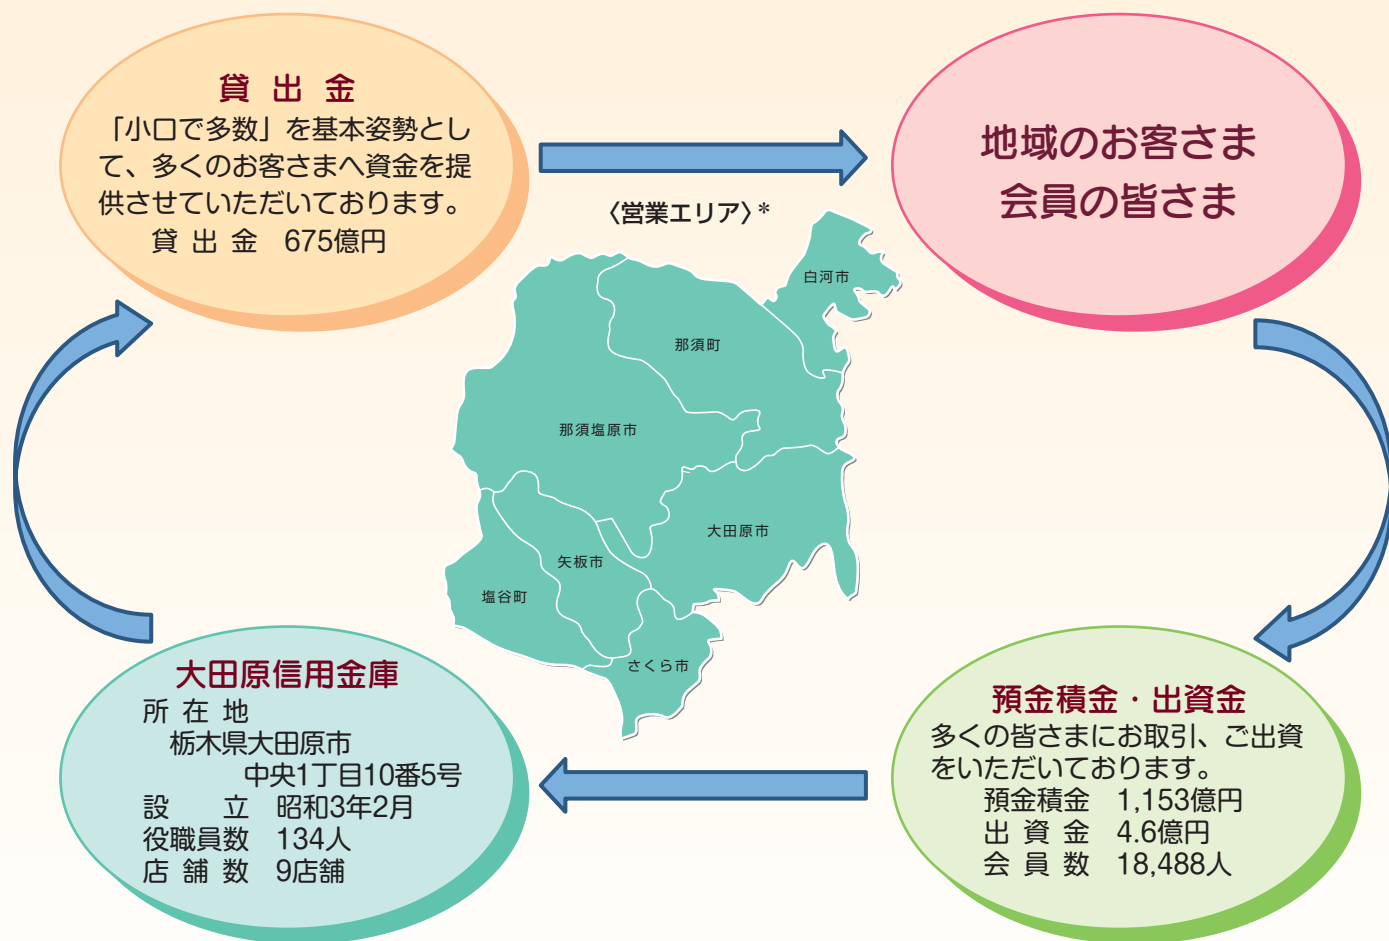 貸出金
「小口で多数」を基本姿勢とし
て、多くのお客さまへ資金を提
供させていただいております。
貸出金 675億円
地域のお客さま
会員の皆さま
〈営業エリア〉*
白河市
那須町
那須塩原市
大田原市
矢板市
塩谷町
さくら市
大田原信用金庫
所在地
栃木県大田原市
中央1丁目10番5号
設立 昭和3年2月
役職員数 134人
店舗数 9店舗
預金積金・出資金
多くの皆さまにお取引、ご出資
をいただいております。
預金積金 1,153億円
出資金 4.6億円
会員数 18,488人